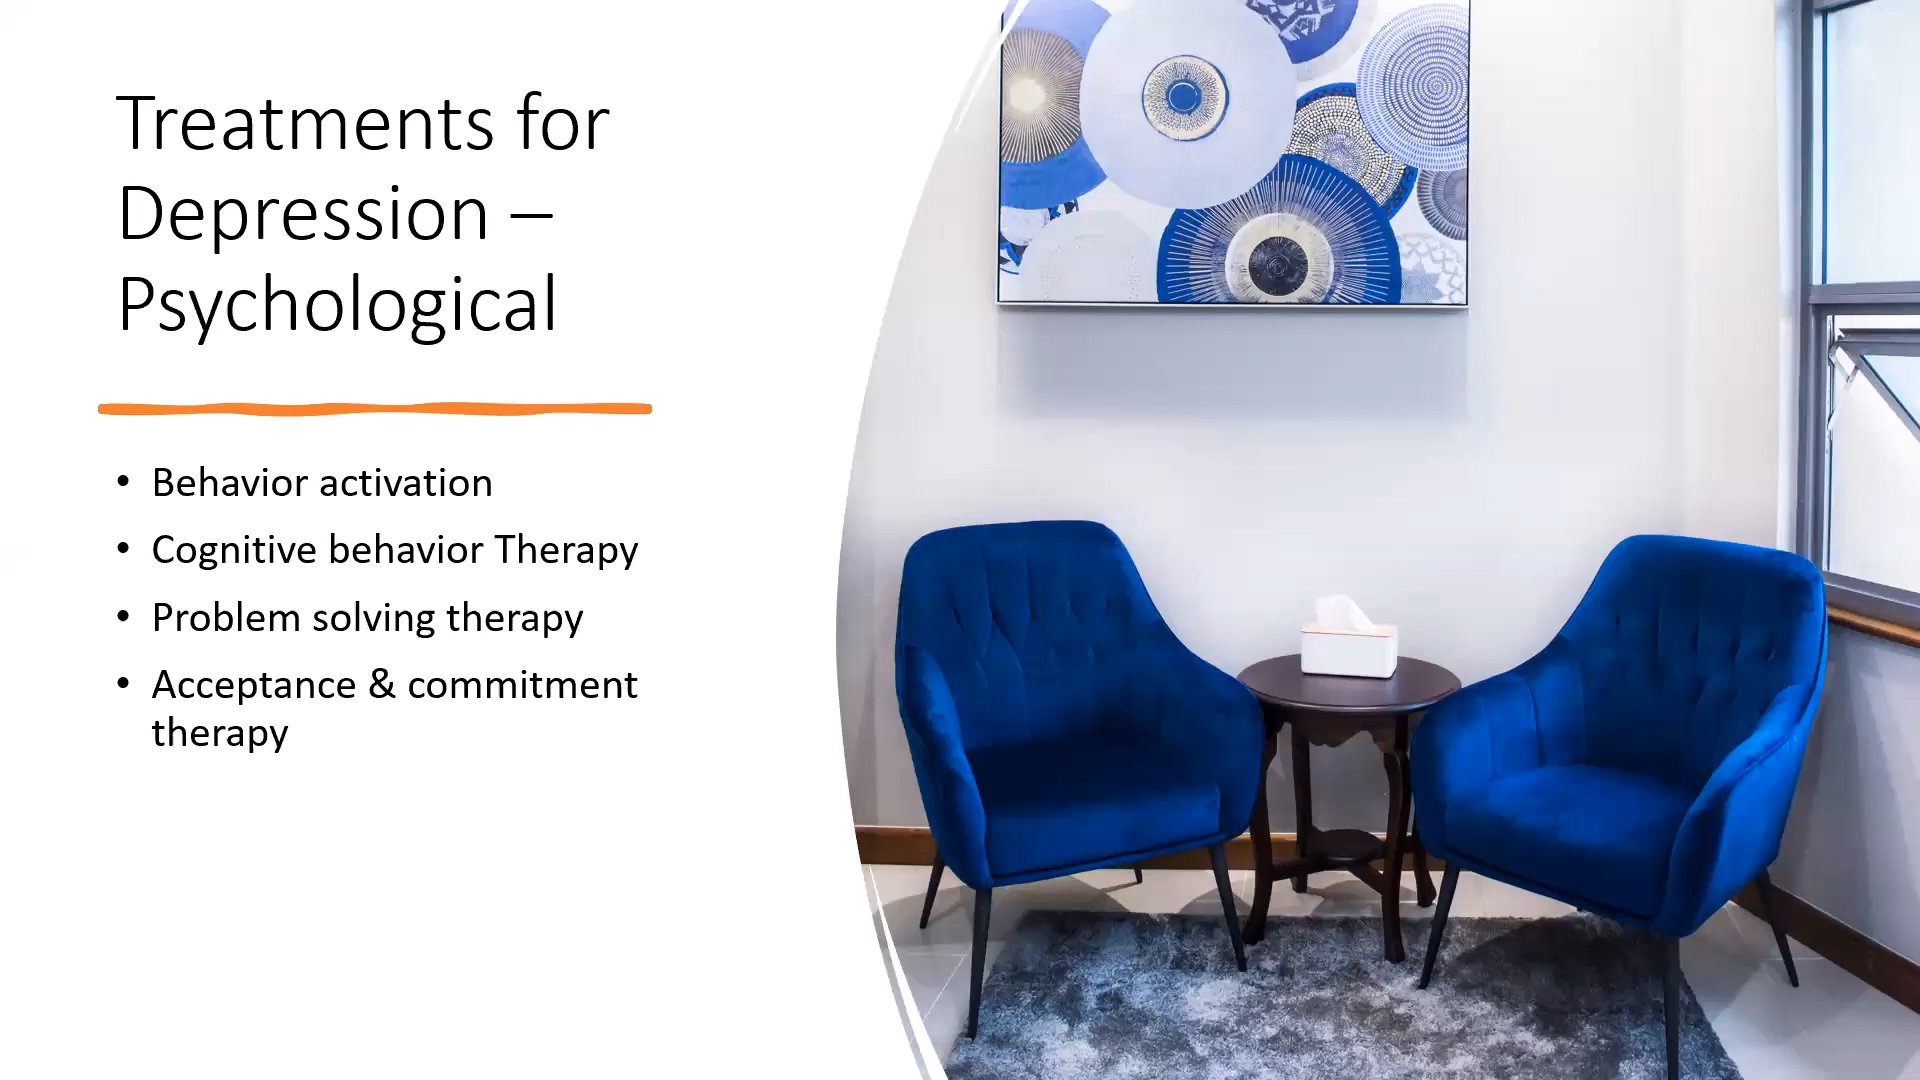 Treatments for
Depression –
Psychological
• Behavior activation
• Cognitive behavior Therapy
• Problem solving therapy
• Acceptance & commitment
therapy